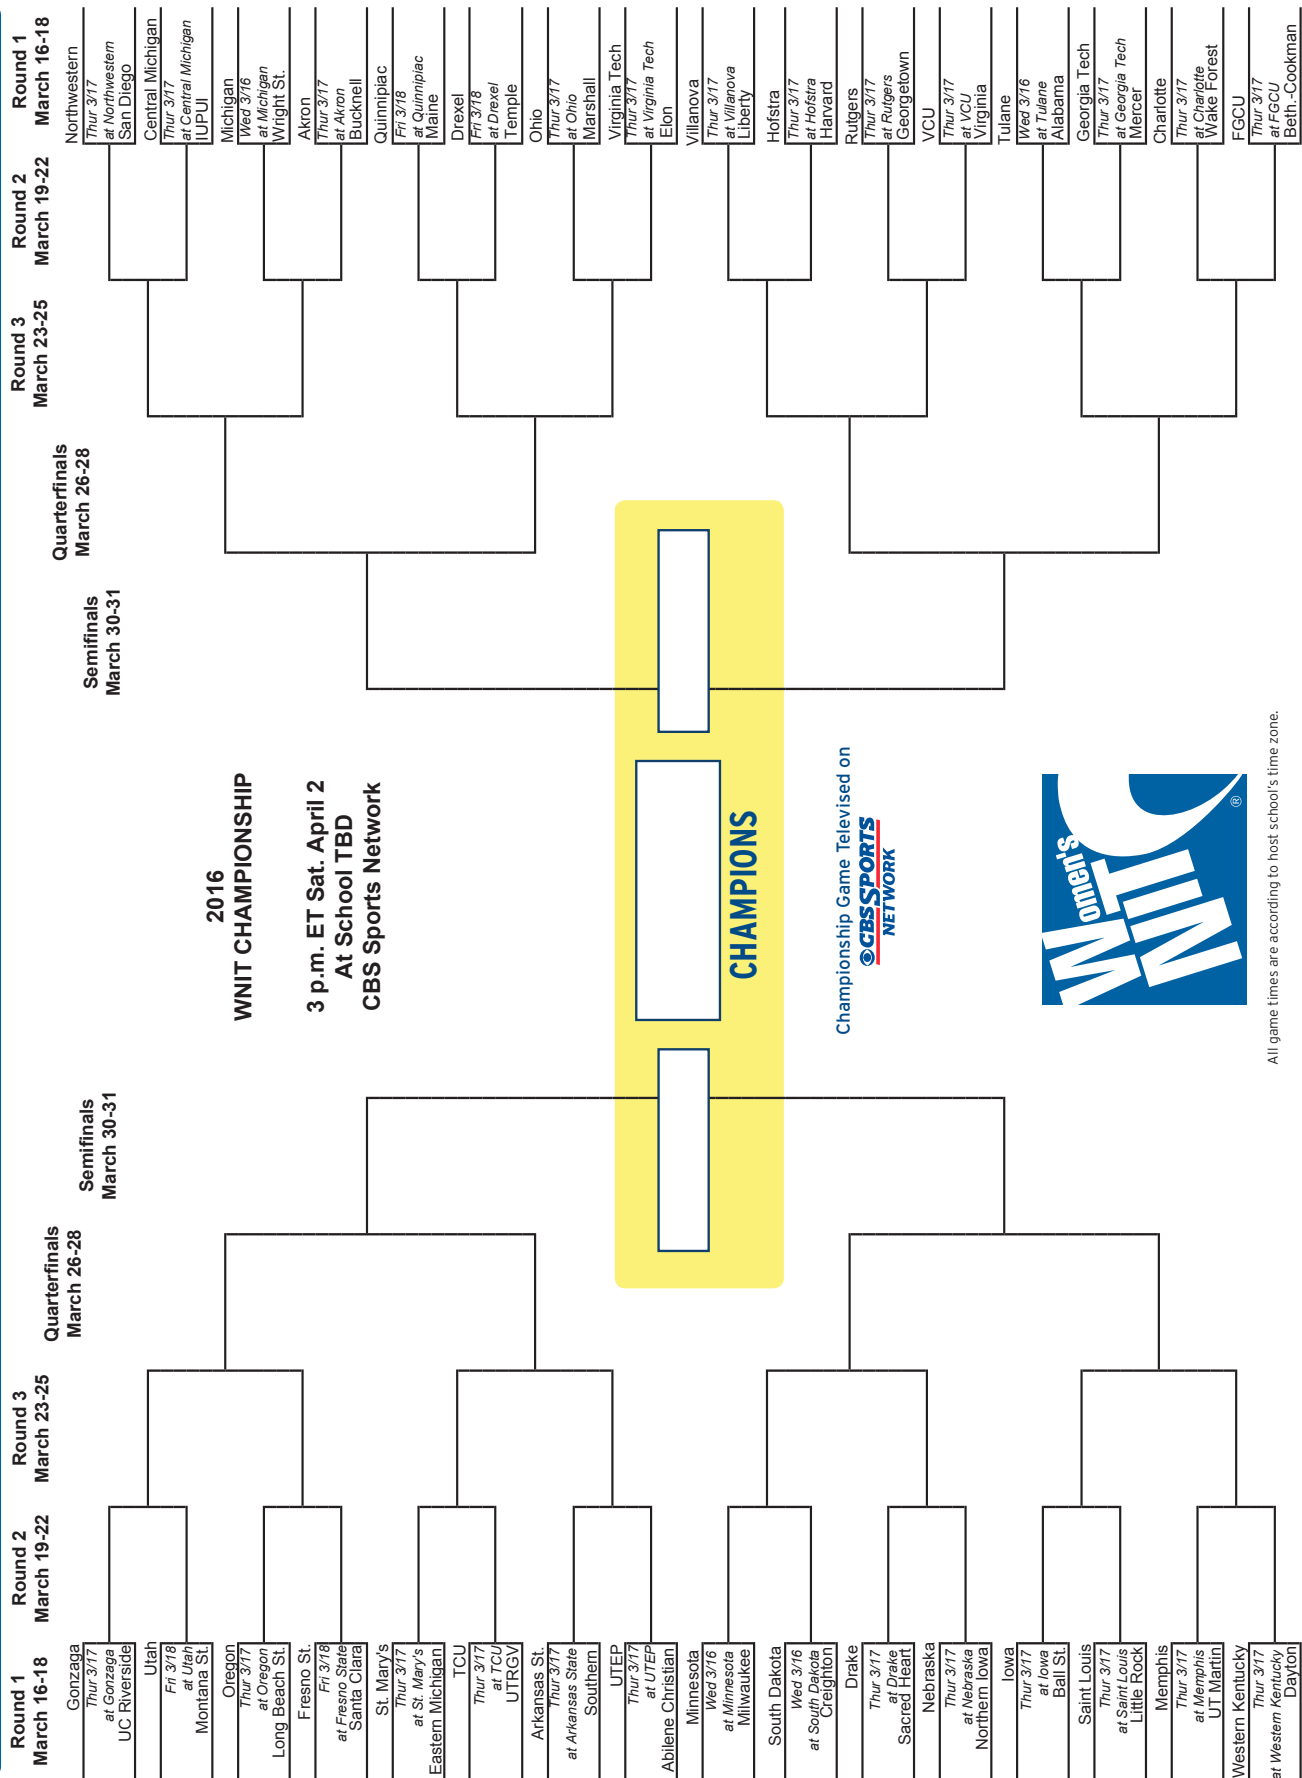 Round 1
March 16-18
Round 2
March 19-22
Round 3
March 23-25
Quarterfinals
March 26-28
Semifinals
March 30-31
Semifinals
March 30-31
Quarterfinals
March 26-28
Round 3
March 23-25
Round 2
March 19-22
Round 1
March 16-18
Gonzaga
Thur 3/17
at Gonzaga
UC Riverside
Utah
Fri 3/18
at Utah
Montana St.
Oregon
Thur 3/17
at Oregon
Long Beach St.
Fresno St.
Fri 3/18
at Fresno State
Santa Clara
St. Mary's
Thur 3/17
at St. Mary's
Eastern Michigan
TCU
Thur 3/17
at TCU
UTRGV
Arkansas St.
Thur 3/17
at Arkansas State
Southern
UTEP
Thur 3/17
at UTEP
Abilene Christian
Minnesota
Wed 3/16
at Minnesota
Milwaukee
South Dakota
Wed 3/16
at South Dakota
Creighton
Drake
Thur 3/17
at Drake
Sacred Heart
Nebraska
Thur 3/17
at Nebraska
Northern Iowa
Iowa
Thur 3/17
at Iowa
Ball St.
Saint Louis
Thur 3/17
at Saint Louis
Little Rock
Memphis
Thur 3/17
at Memphis
UT Martin
Western Kentucky
Thur 3/17
at Western Kentucky
Dayton
2016
WNIT CHAMPIONSHIP
3 p.m. ET Sat. April 2
At School TBD
CBS Sports Network
CHAMPIONS
Championship Game Televised on
CBS SPORTS
NETWORK
Women's
NIT
®
All game times are according to host school's time zone.
Northwestern
Thur 3/17
at Northwestern
San Diego
Central Michigan
Thur 3/17
at Central Michigan
IUPUI
Michigan
Wed 3/16
at Michigan
Wright St.
Akron
Thur 3/17
at Akron
Bucknell
Quinnipiac
Fri 3/18
at Quinnipiac
Maine
Drexel
Fri 3/18
at Drexel
Temple
Ohio
Thur 3/17
at Ohio
Marshall
Virginia Tech
Thur 3/17
at Virginia Tech
Elon
Villanova
Thur 3/17
at Villanova
Liberty
Hofstra
Thur 3/17
at Hofstra
Harvard
Rutgers
Thur 3/17
at Rutgers
Georgetown
VCU
Thur 3/17
at VCU
Virginia
Tulane
Wed 3/16
at Tulane
Alabama
Georgia Tech
Thur 3/17
at Georgia Tech
Mercer
Charlotte
Thur 3/17
at Charlotte
Wake Forest
FGCU
Thur 3/17
at FGCU
Beth.-Cookman